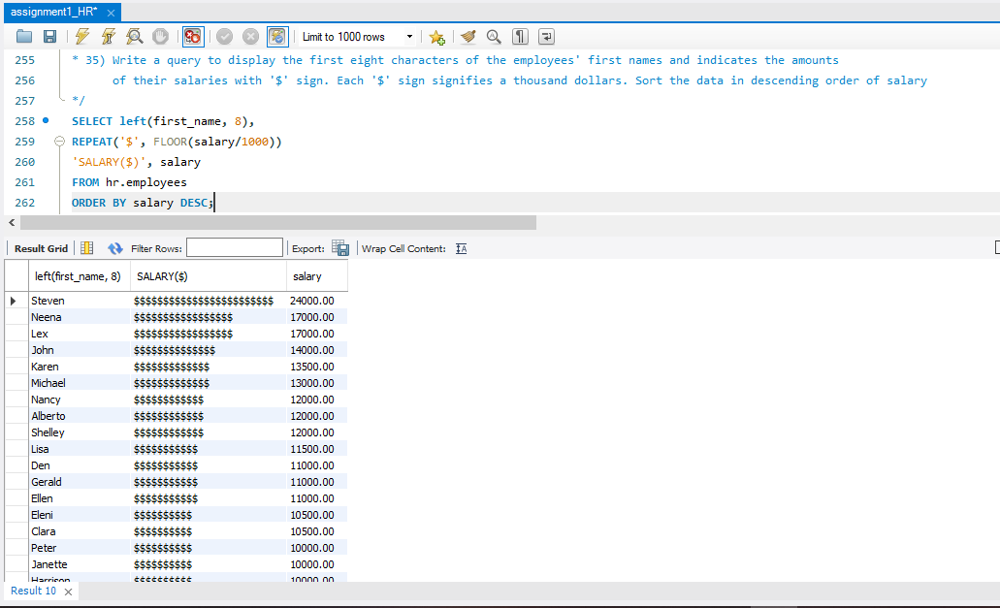 assignment1_HR* ×
Limit to 1000 rows
255 * 35) Write a query to display the first eight characters of the employees' first names and indicates the amounts
256 of their salaries with '$' sign. Each '$' sign signifies a thousand dollars. Sort the data in descending order of salary
257 */
258 SELECT left(first_name, 8),
259 REPEAT('$', FLOOR(salary/1000))
260 'SALARY($)', salary
261 FROM hr.employees
262 ORDER BY salary DESC;
Result Grid Filter Rows: Export: Wrap Cell Content:
left(first_name, 8) SALARY($) salary
Steven $$$$$$$$$$$$$$$$$$$$$$$$ 24000.00
Neena $$$$$$$$$$$$$$$$$ 17000.00
Lex $$$$$$$$$$$$$$$$$ 17000.00
John $$$$$$$$$$$$$$ 14000.00
Karen $$$$$$$$$$$$$ 13500.00
Michael $$$$$$$$$$$$$ 13000.00
Nancy $$$$$$$$$$$$ 12000.00
Alberto $$$$$$$$$$$$ 12000.00
Shelley $$$$$$$$$$$$ 12000.00
Lisa $$$$$$$$$$$ 11500.00
Den $$$$$$$$$$$ 11000.00
Gerald $$$$$$$$$$$ 11000.00
Ellen $$$$$$$$$$$ 11000.00
Eleni $$$$$$$$$$ 10500.00
Clara $$$$$$$$$$ 10500.00
Peter $$$$$$$$$$ 10000.00
Janette $$$$$$$$$$ 10000.00
Harrison $$$$$$$$$$ 10000.00
Result 10 ×